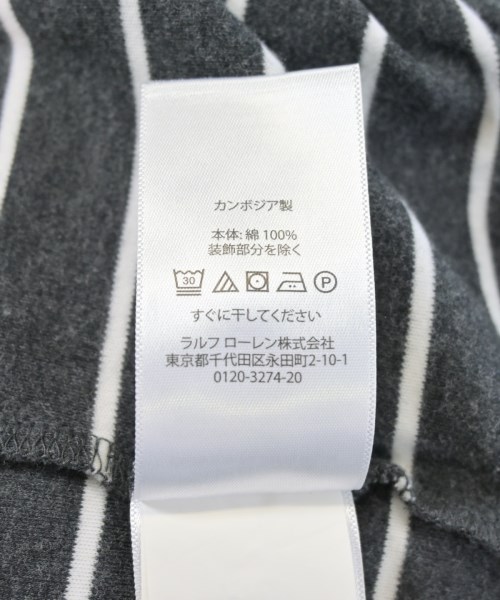 カンボジア製
本体: 綿 100%
装飾部分を除く
30 P
すぐに干してください
ラルフ ローレン株式会社
東京都千代田区永田町2-10-1
0120-3274-20